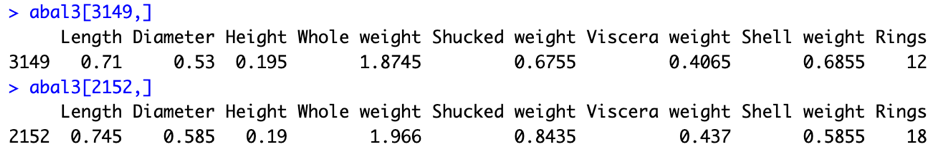 > abal3[3149,]
Length Diameter Height Whole weight Shucked weight Viscera weight Shell weight Rings
3149 0.71 0.53 0.195 1.8745 0.6755 0.4065 0.6855 12
> abal3[2152,]
Length Diameter Height Whole weight Shucked weight Viscera weight Shell weight Rings
2152 0.745 0.585 0.19 1.966 0.8435 0.437 0.5855 18